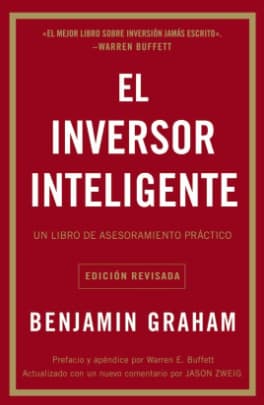 «EL MEJOR LIBRO SOBRE INVERSIÓN JAMÁS ESCRITO».
–WARREN BUFFETT
EL
INVERSOR
INTELIGENTE
UN LIBRO DE ASESORAMIENTO PRÁCTICO
EDICIÓN REVISADA
BENJAMIN GRAHAM
Prefacio y apéndice por Warren E. Buffett
Actualizado con un nuevo comentario por JASON ZWEIG